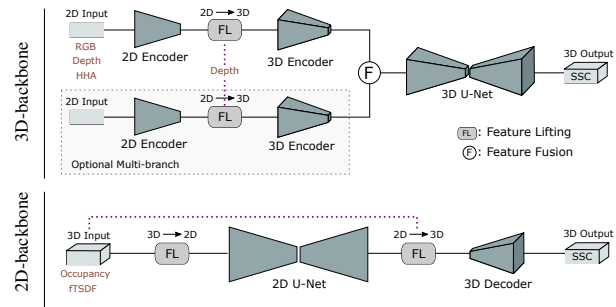 3D-backbone
2D Input
RGB
Depth
HHA
2D Encoder
2D → 3D
FL
3D Encoder
Depth
2D Input
2D Encoder
2D → 3D
FL
3D Encoder
Optional Multi-branch
F
3D U-Net
3D Output
SSC
FL: Feature Lifting
F: Feature Fusion
2D-backbone
3D Input
Occupancy
fTSDF
3D → 2D
FL
2D U-Net
2D → 3D
FL
3D Decoder
3D Output
SSC